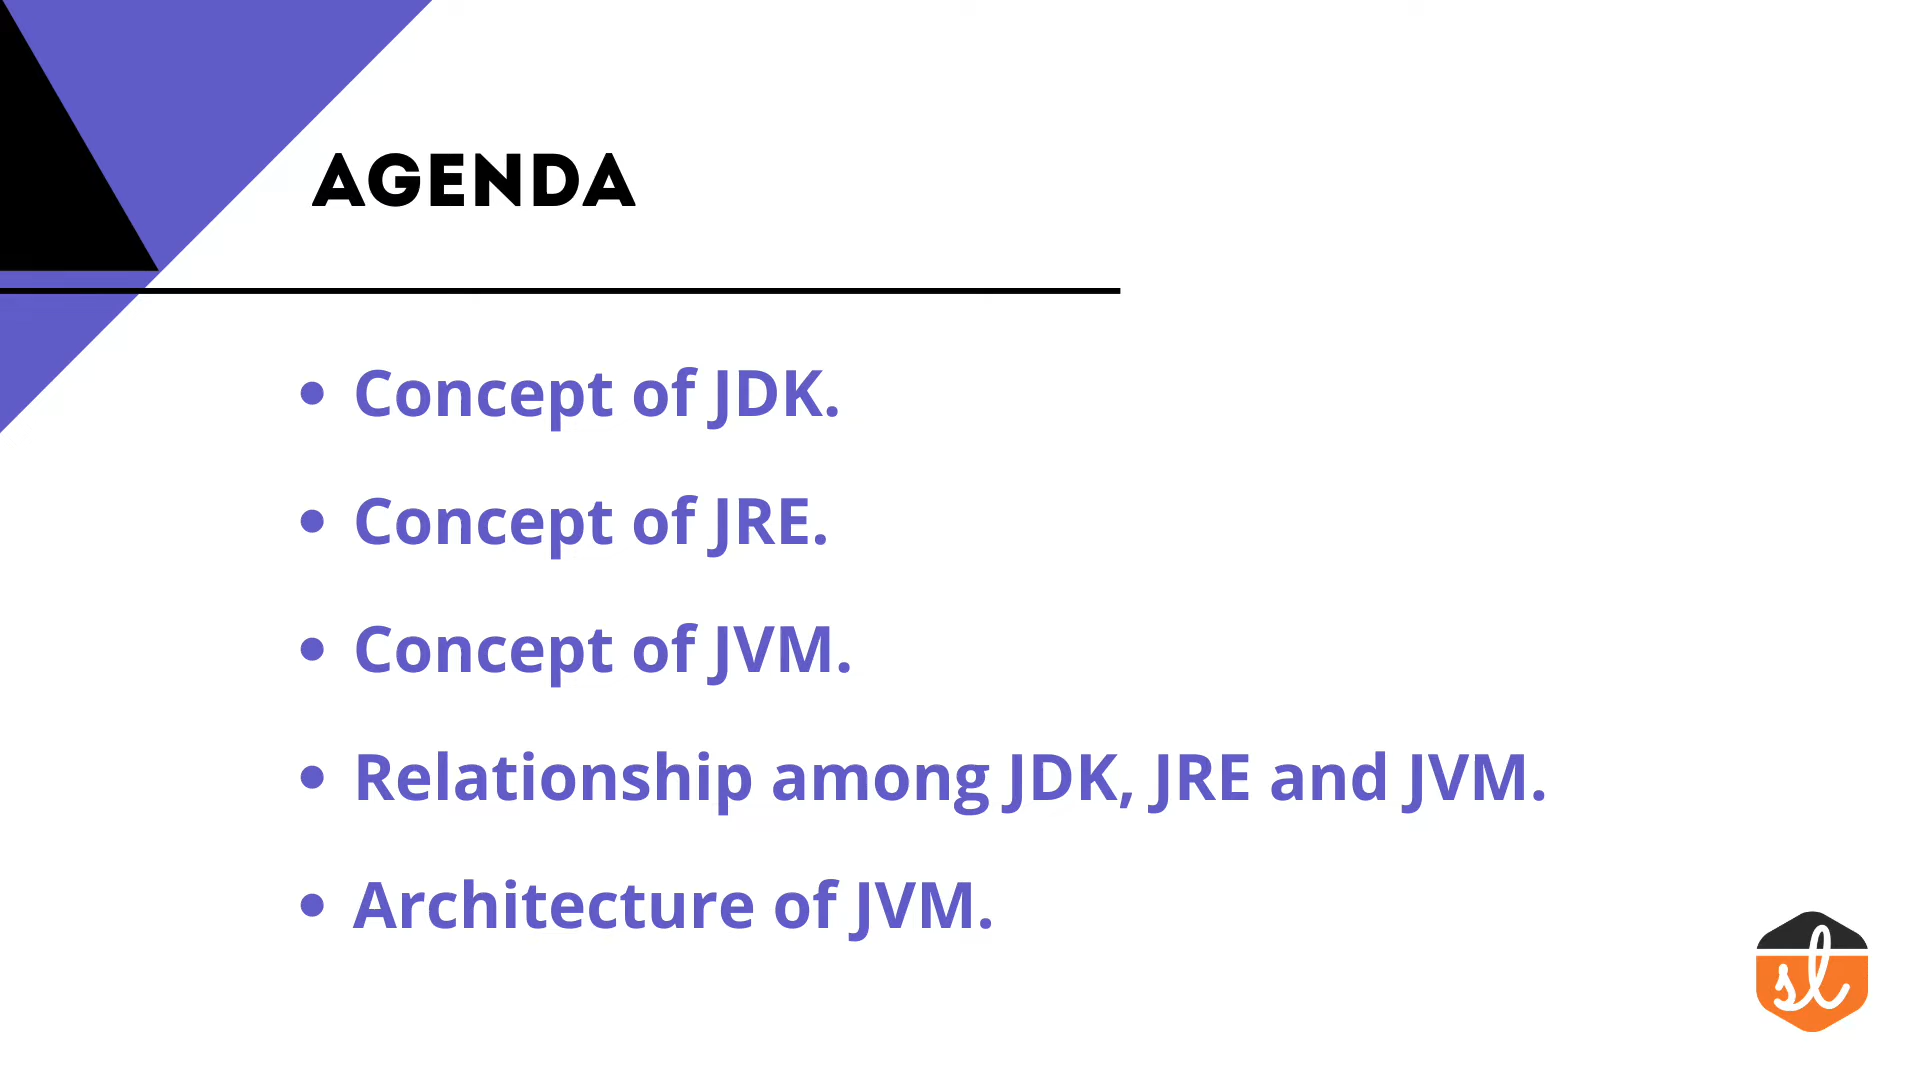 AGENDA
• Concept of JDK.
• Concept of JRE.
• Concept of JVM.
• Relationship among JDK, JRE and JVM.
• Architecture of JVM.
sl